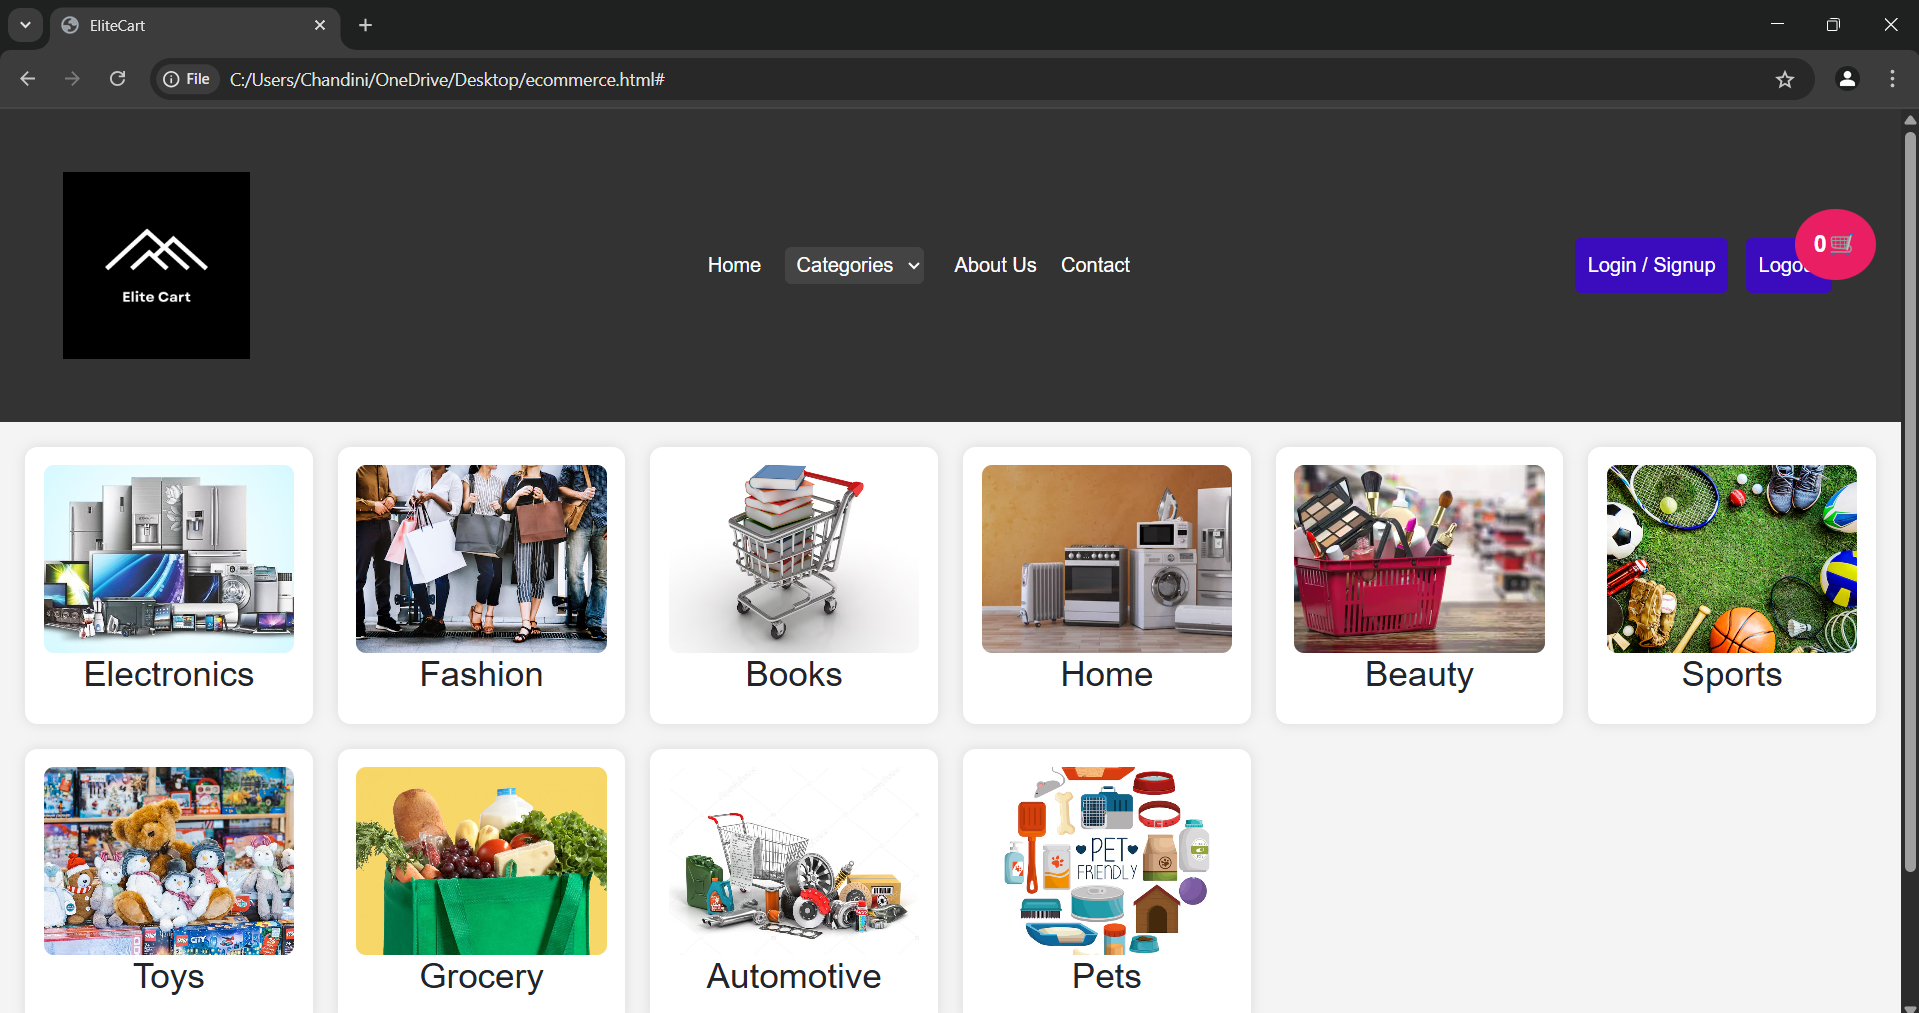 EliteCart
File
C:/Users/Chandini/OneDrive/Desktop/ecommerce.html#
Elite Cart
Home
Categories
About Us
Contact
Login / Signup
Logo
0
Electronics
Fashion
Books
Home
Beauty
Sports
PET
FRIENDLY
CITY
Toys
Grocery
Automotive
Pets